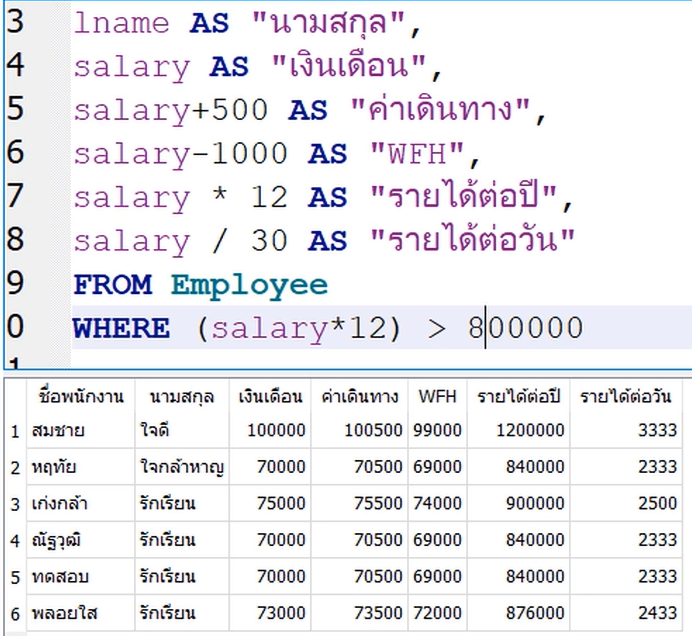 3 lname AS "นามสกุล",
4 salary AS "เงินเดือน",
5 salary+500 AS "ค่าเดินทาง",
6 salary-1000 AS "WFH",
7 salary * 12 AS "รายได้ต่อปี",
8 salary / 30 AS "รายได้ต่อวัน"
9 FROM Employee
0 WHERE (salary*12) > 800000
ชื่อพนักงาน นามสกุล เงินเดือน ค่าเดินทาง WFH รายได้ต่อปี รายได้ต่อวัน
1 สมชาย ใจดี 100000 100500 99000 1200000 3333
2 หฤทัย ใจกล้าหาญ 70000 70500 69000 840000 2333
3 เก่งกล้า รักเรียน 75000 75500 74000 900000 2500
4 ณัฐวุฒิ รักเรียน 70000 70500 69000 840000 2333
5 ทดสอบ รักเรียน 70000 70500 69000 840000 2333
6 พลอยใส รักเรียน 73000 73500 72000 876000 2433